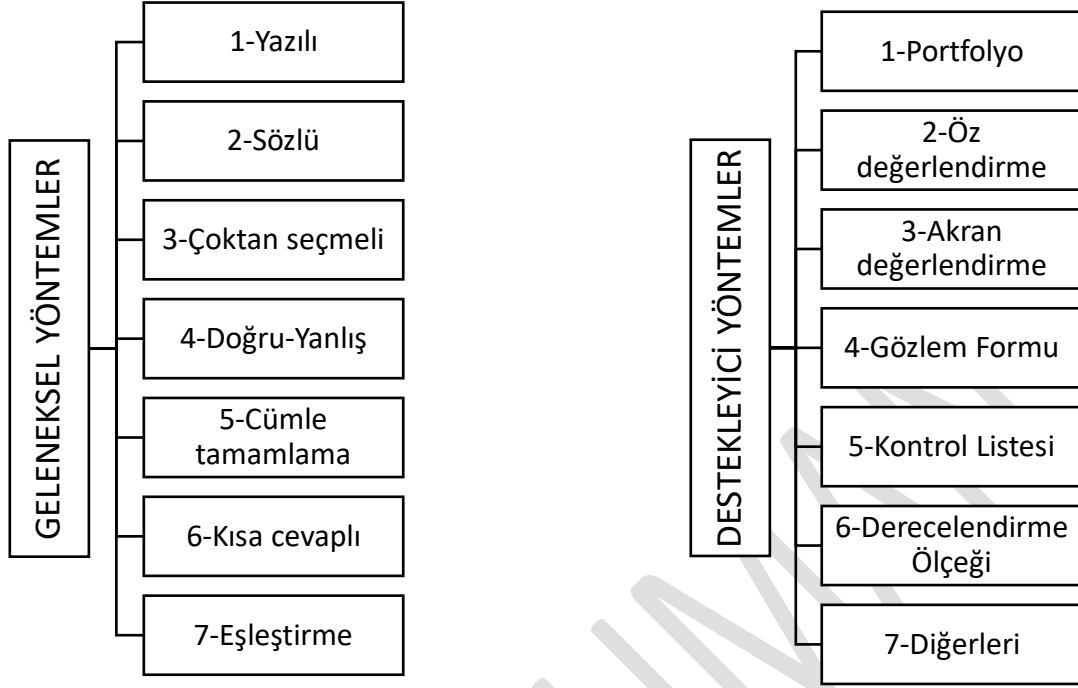 GELENEKSEL YÖNTEMLER
1-Yazılı
2-Sözlü
3-Çoktan seçmeli
4-Doğru-Yanlış
5-Cümle
tamamlama
6-Kısa cevaplı
7-Eşleştirme
DESTEKLEYİCİ YÖNTEMLER
1-Portfolyo
2-Öz
değerlendirme
3-Akran
değerlendirme
4-Gözlem Formu
5-Kontrol Listesi
6-Derecelendirme
Ölçeği
7-Diğerleri